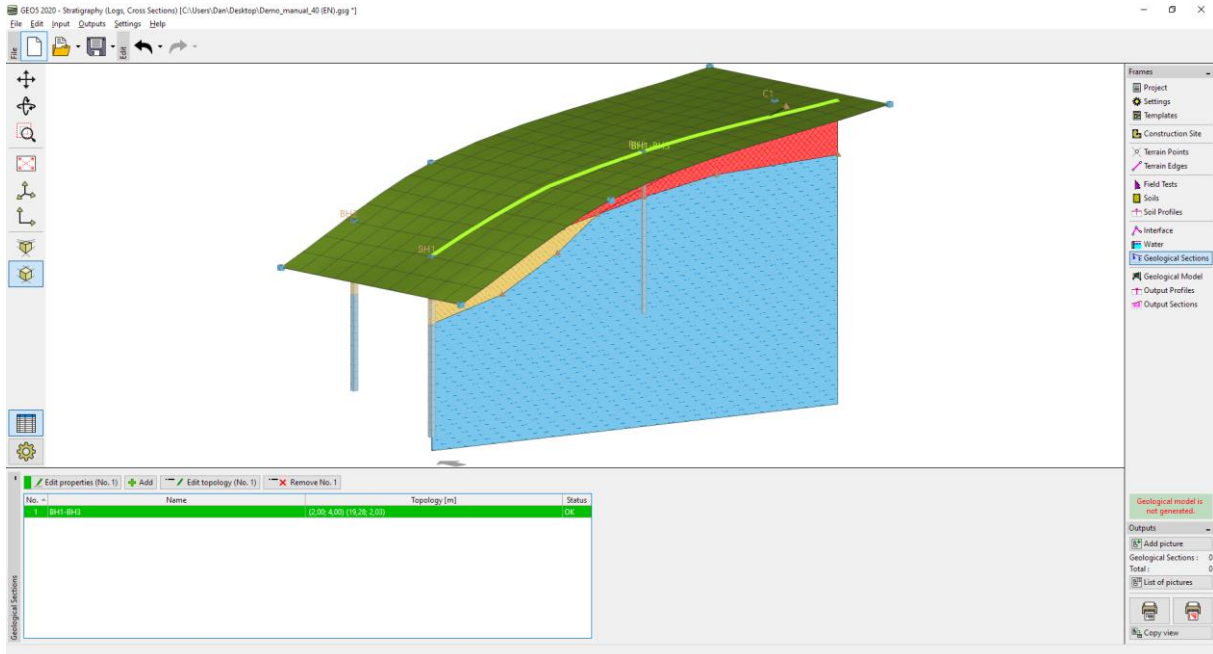 GEO5 2020 - Stratigraphy (Logs, Cross Sections) [C:\Users\Dan\Desktop\Demo_manual_40 (EN).gsg *]
File Edit Input Outputs Settings Help
File
Edit
C1
BH3
BH1
Frames
Project
Settings
Templates
Construction Site
Terrain Points
Terrain Edges
Field Tests
Soils
Soil Profiles
Interface
Water
Geological Sections
Geological Model
Output Profiles
Output Sections
Geological model is
not generated.
Outputs
Add picture
Geological Sections : 0
Total : 0
List of pictures
Copy view
Geological Sections
Edit properties (No. 1) Add Edit topology (No. 1) Remove No. 1
No. Name Topology [m] Status
1 BH1-BH3 (2,00; 4,00) (19,28; 2,03) OK